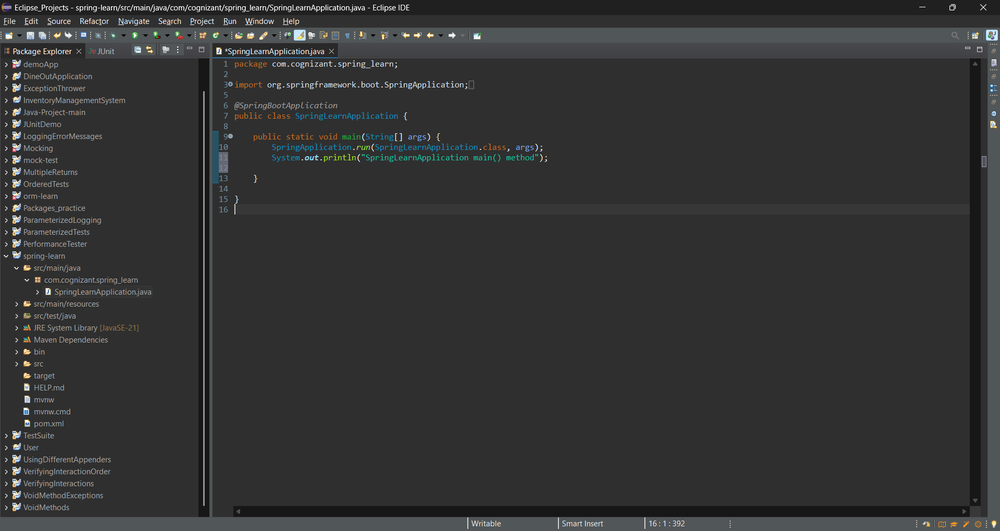 Eclipse_Projects - spring-learn/src/main/java/com/cognizant/spring_learn/SpringLearnApplication.java - Eclipse IDE
File Edit Source Refactor Navigate Search Project Run Window Help
Package Explorer JUnit
*SpringLearnApplication.java
demoApp
DineOutApplication
ExceptionThrower
InventoryManagementSystem
Java-Project-main
JUnitDemo
LoggingErrorMessages
Mocking
mock-test
MultipleReturns
OrderedTests
orm-learn
Packages_practice
ParameterizedLogging
ParameterizedTests
PerformanceTester
spring-learn
src/main/java
com.cognizant.spring_learn
SpringLearnApplication.java
src/main/resources
src/test/java
JRE System Library [JavaSE-21]
Maven Dependencies
bin
src
target
HELP.md
mvnw
mvnw.cmd
pom.xml
TestSuite
User
UsingDifferentAppenders
VerifyingInteractionOrder
VerifyingInteractions
VoidMethodExceptions
VoidMethods
1 package com.cognizant.spring_learn;
2
3 import org.springframework.boot.SpringApplication;
5
6 @SpringBootApplication
7 public class SpringLearnApplication {
8
9 public static void main(String[] args) {
10 SpringApplication.run(SpringLearnApplication.class, args);
11 System.out.println("SpringLearnApplication main() method");
12
13 }
14
15 }
16
Writable Smart Insert 16 : 1 : 392